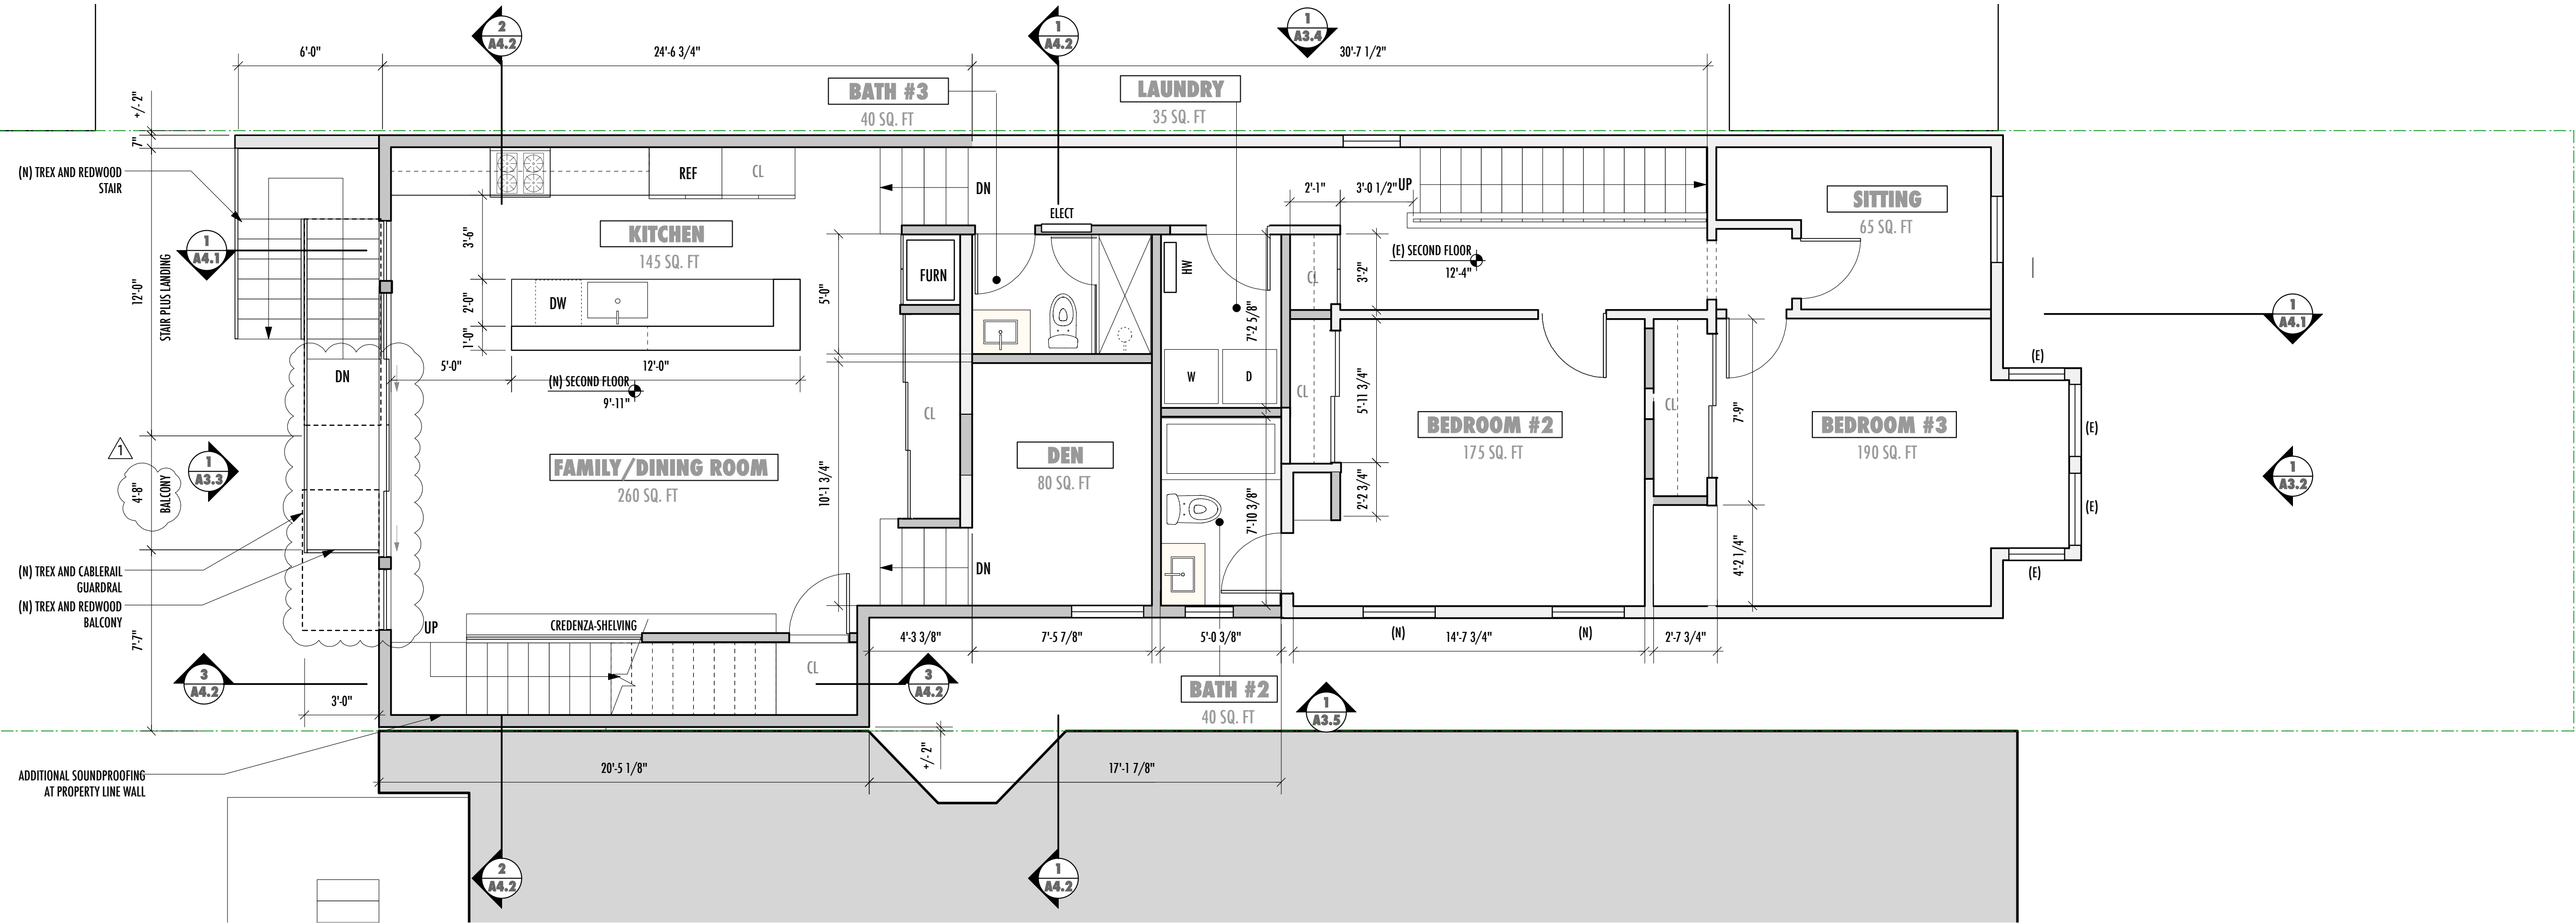 2
A4.2
1
A4.2
1
A3.4
6'-0"
24'-6 3/4"
30'-7 1/2"
+/- 2"
BATH #3
40 SQ. FT
LAUNDRY
35 SQ. FT
7"
(N) TREX AND REDWOOD
STAIR
REF
CL
DN
2'-1"
3'-0 1/2"
UP
SITTING
65 SQ. FT
ELECT
KITCHEN
145 SQ. FT
3'-6"
1
A4.1
(E) SECOND FLOOR
12'-4"
FURN
HW
CL
3'-2"
12'-0"
STAIR PLUS LANDING
DW
2'-0"
5'-0"
1'-0"
7'-2 5/8"
1
A4.1
(E)
5'-0"
12'-0"
DN
(N) SECOND FLOOR
9'-11"
W
D
CL
5'-11 3/4"
CL
7'-9"
CL
BEDROOM #2
175 SQ. FT
BEDROOM #3
190 SQ. FT
(E)
1
DEN
80 SQ. FT
FAMILY/DINING ROOM
260 SQ. FT
1
A3.3
4'-8"
BALCONY
10'-1 3/4"
2'-2 3/4"
7'-10 3/8"
1
A3.2
(E)
(N) TREX AND CABLERAIL
GUARDRAL
(N) TREX AND REDWOOD
BALCONY
DN
4'-2 1/4"
(E)
7'-7"
UP
CREDENZA-SHELVING
4'-3 3/8"
7'-5 7/8"
5'-0 3/8"
(N)
14'-7 3/4"
(N)
2'-7 3/4"
CL
3
A4.2
3
A4.2
3'-0"
BATH #2
40 SQ. FT
1
A3.5
+/- 2"
ADDITIONAL SOUNDPROOFING
AT PROPERTY LINE WALL
20'-5 1/8"
17'-1 7/8"
2
A4.2
1
A4.2